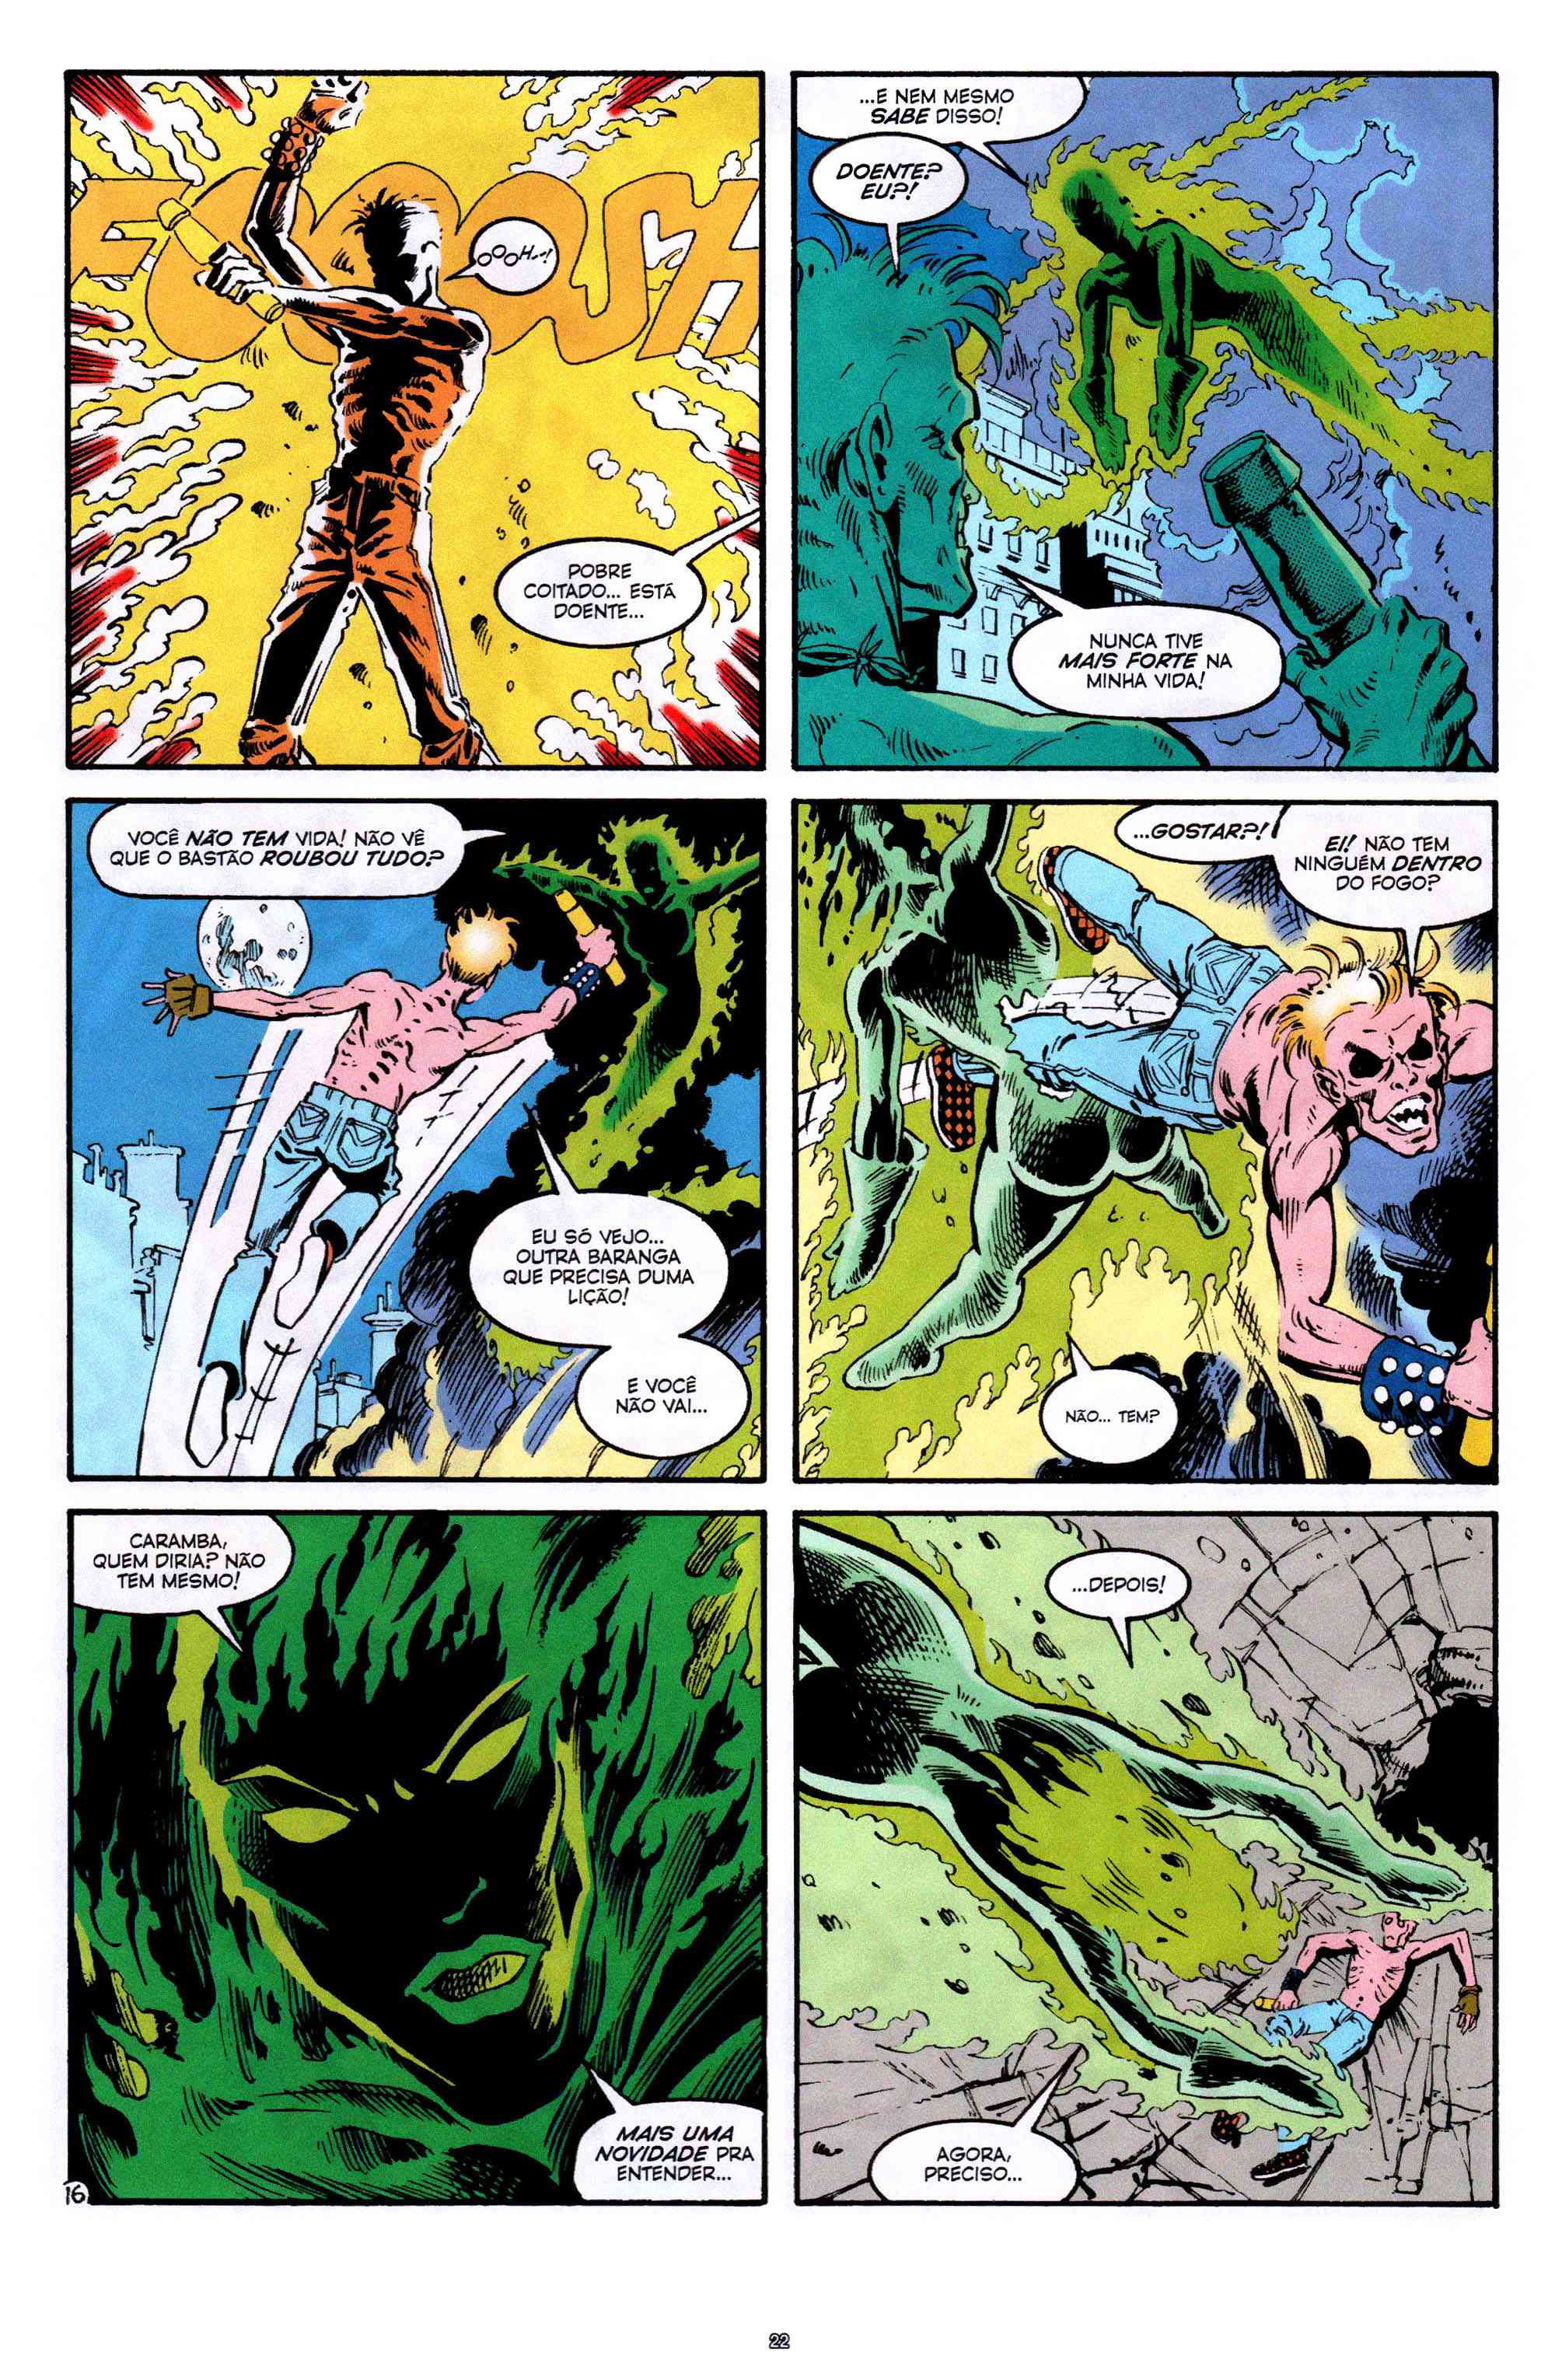 FOOOOSH
OOOH...!
POBRE
COITADO... ESTÁ
DOENTE...
...E NEM MESMO
SABE DISSO!
DOENTE?
EU?!
NUNCA TIVE
MAIS FORTE NA
MINHA VIDA!
VOCÊ NÃO TEM VIDA! NÃO VÊ
QUE O BASTÃO ROUBOU TUDO?
EU SÓ VEJO...
OUTRA BARANGA
QUE PRECISA DUMA
LIÇÃO!
E VOCÊ
NÃO VAI...
...GOSTAR?!
EI! NÃO TEM
NINGUÉM DENTRO
DO FOGO?
NÃO... TEM?
CARAMBA,
QUEM DIRIA? NÃO
TEM MESMO!
MAIS UMA
NOVIDADE PRA
ENTENDER...
16
...DEPOIS!
AGORA,
PRECISO...
22